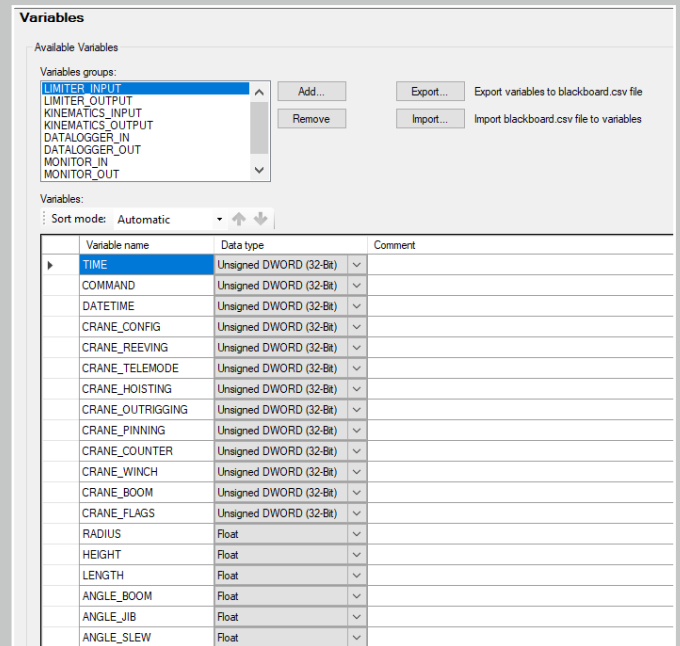 Variables
Available Variables
Variables groups:
LIMITER_INPUT
LIMITER_OUTPUT
KINEMATICS_INPUT
KINEMATICS_OUTPUT
DATALOGGER_IN
DATALOGGER_OUT
MONITOR_IN
MONITOR_OUT
Add...
Remove
Export... Export variables to blackboard.csv file
Import... Import blackboard.csv file to variables
Variables:
Sort mode: Automatic
Variable name Data type Comment
TIME Unsigned DWORD (32-Bit)
COMMAND Unsigned DWORD (32-Bit)
DATETIME Unsigned DWORD (32-Bit)
CRANE_CONFIG Unsigned DWORD (32-Bit)
CRANE_REEVING Unsigned DWORD (32-Bit)
CRANE_TELEMODE Unsigned DWORD (32-Bit)
CRANE_HOISTING Unsigned DWORD (32-Bit)
CRANE_OUTRIGGING Unsigned DWORD (32-Bit)
CRANE_PINNING Unsigned DWORD (32-Bit)
CRANE_COUNTER Unsigned DWORD (32-Bit)
CRANE_WINCH Unsigned DWORD (32-Bit)
CRANE_BOOM Unsigned DWORD (32-Bit)
CRANE_FLAGS Unsigned DWORD (32-Bit)
RADIUS Float
HEIGHT Float
LENGTH Float
ANGLE_BOOM Float
ANGLE_JIB Float
ANGLE_SLEW Float